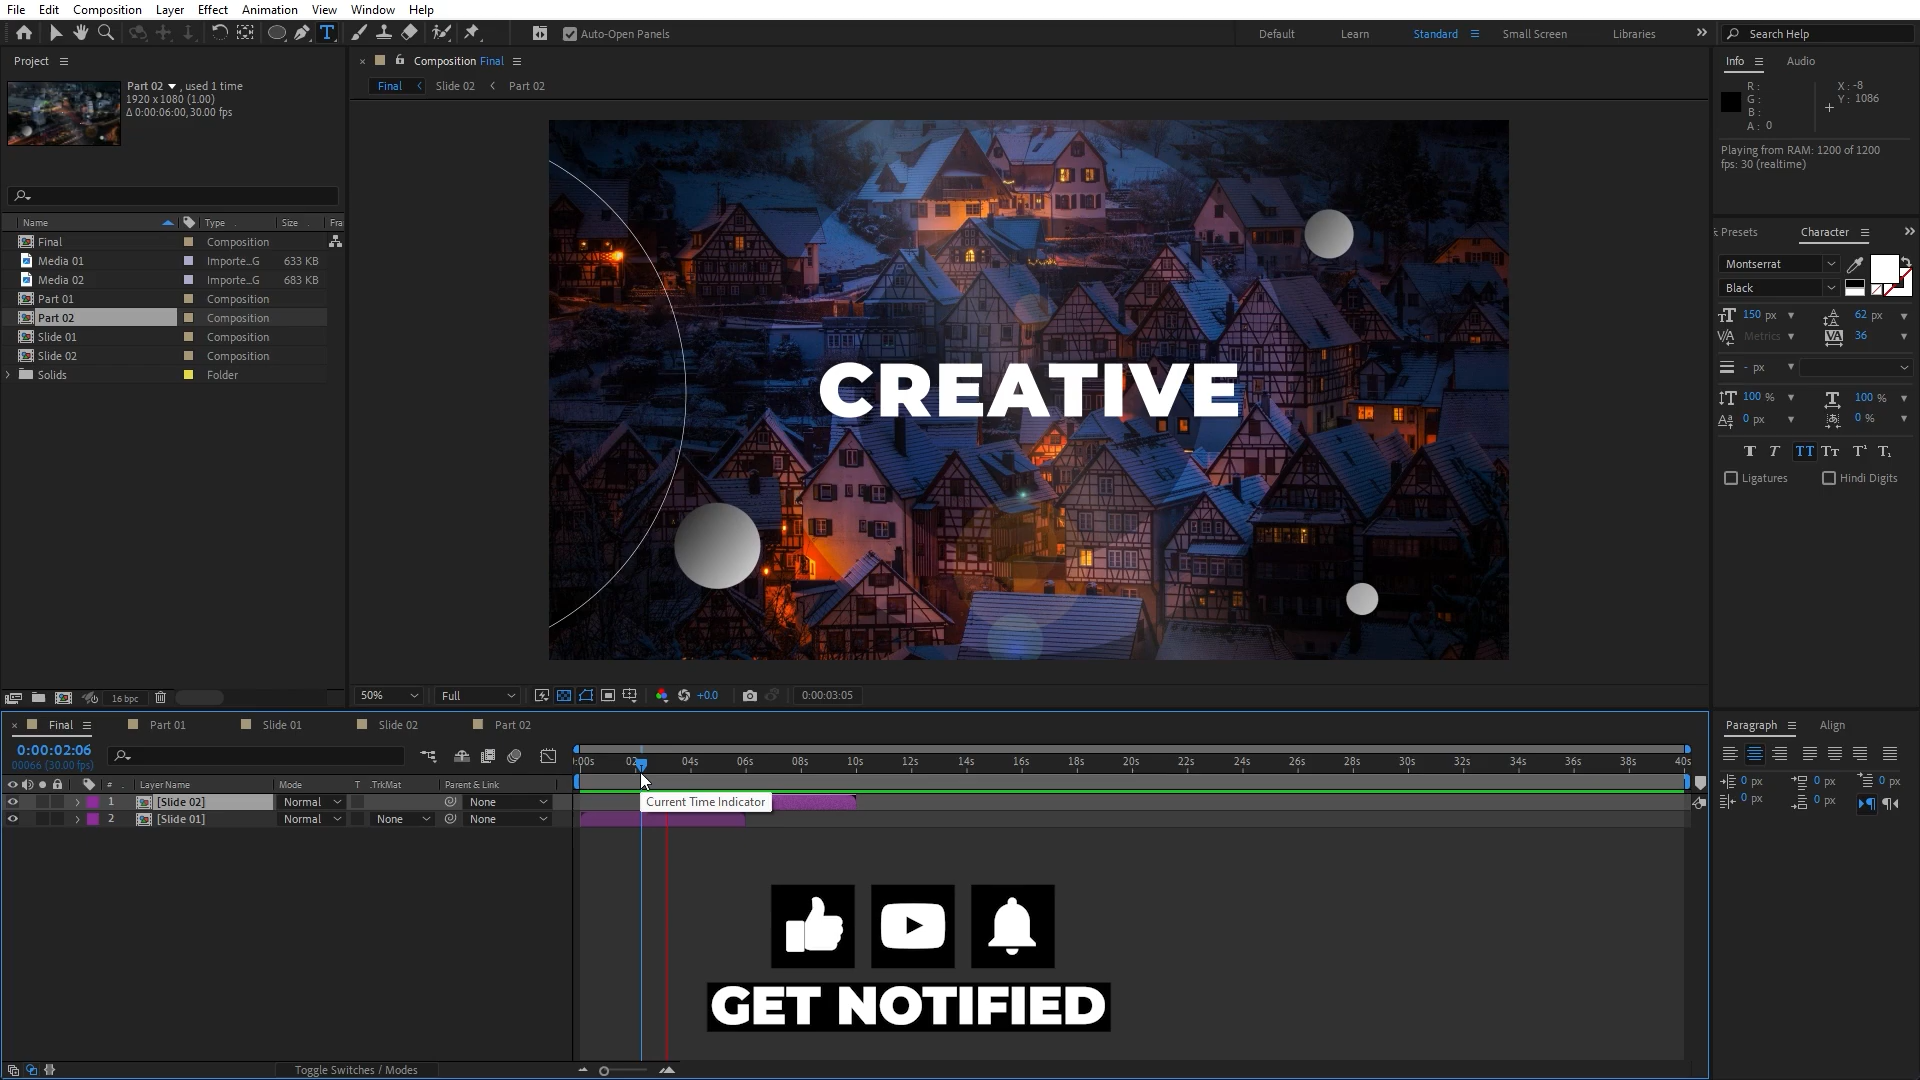 File Edit Composition Layer Effect Animation View Window Help
Auto-Open Panels
Default Learn Standard Small Screen Libraries
Search Help
Project
Part 02 , used 1 time
1920 x 1080 (1.00)
Δ 0:00:06:00, 30.00 fps
Name Type Size Fra
Final Composition
Media 01 Importe...G 633 KB
Media 02 Importe...G 683 KB
Part 01 Composition
Part 02 Composition
Slide 01 Composition
Slide 02 Composition
Solids Folder
16 bpc
Composition Final
Final Slide 02 Part 02
CREATIVE
50% Full +0.0 0:00:03:05
Info Audio
R : X : -8
G : Y : 1086
B :
A : 0
Playing from RAM: 1200 of 1200
fps: 30 (realtime)
Presets Character
Montserrat
Black
150 px 62 px
Metrics 36
- px
100 % 100 %
0 px 0 %
Ligatures Hindi Digits
Final Part 01 Slide 01 Slide 02 Part 02
0:00:02:06
00066 (30.00 fps)
# Layer Name Mode T .TrkMat Parent & Link
1 [Slide 02] Normal None
2 [Slide 01] Normal None None
:00s 02s 04s 06s 08s 10s 12s 14s 16s 18s 20s 22s 24s 26s 28s 30s 32s 34s 36s 38s 40s
Current Time Indicator
GET NOTIFIED
Toggle Switches / Modes
Paragraph Align
0 px 0 px 0 px
0 px 0 px